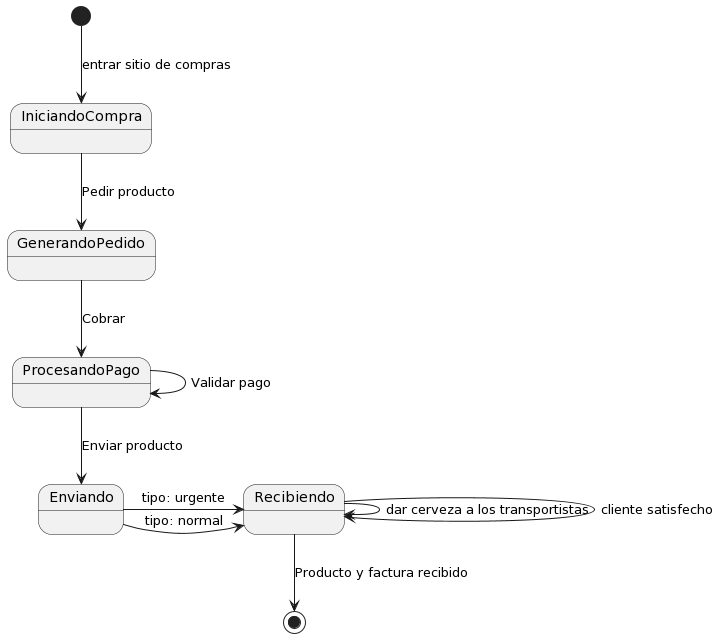 entrar sitio de compras
IniciandoCompra
Pedir producto
GenerandoPedido
Cobrar
ProcesandoPago
Validar pago
Enviar producto
Enviando
tipo: urgente
tipo: normal
Recibiendo
dar cerveza a los transportistas
cliente satisfecho
Producto y factura recibido